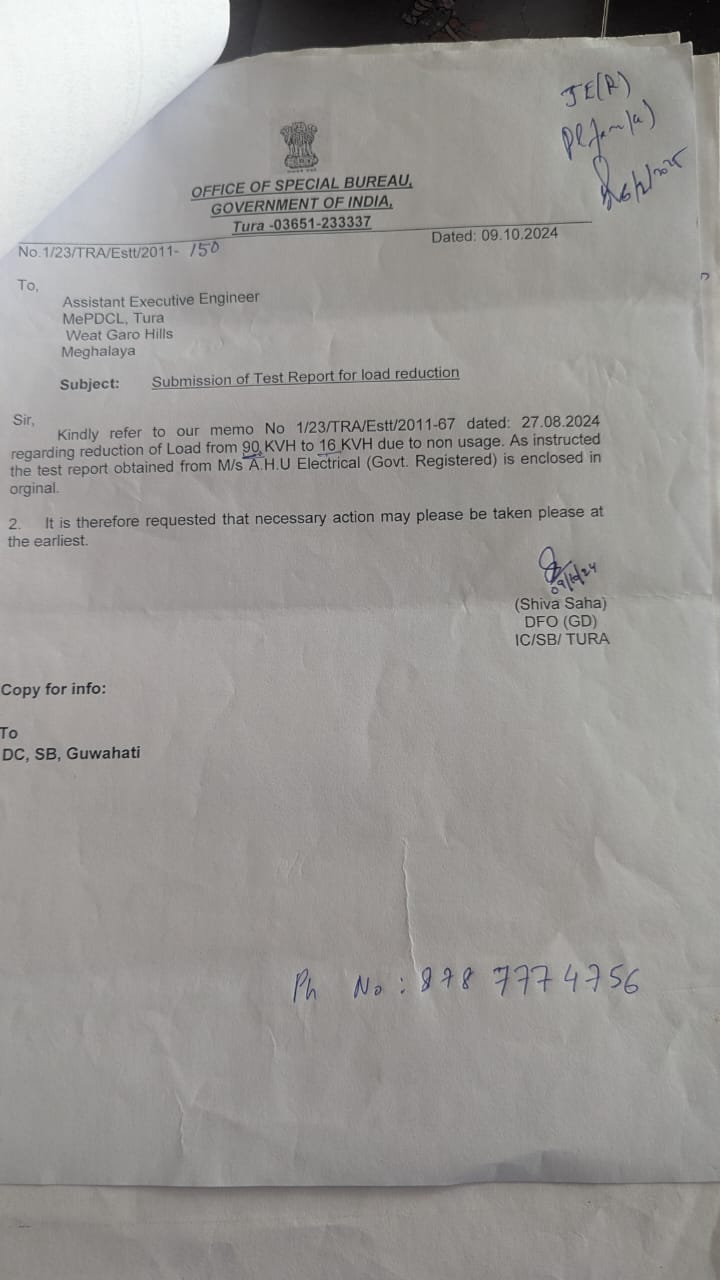 JE(R)
OFFICE OF SPECIAL BUREAU,
GOVERNMENT OF INDIA,
Tura -03651-233337
No.1/23/TRA/Estt/2011- 150
Dated: 09.10.2024
To,
Assistant Executive Engineer
MePDCL, Tura
Weat Garo Hills
Meghalaya
Subject: Submission of Test Report for load reduction
Sir,
Kindly refer to our memo No 1/23/TRA/Estt/2011-67 dated: 27.08.2024
regarding reduction of Load from 90 KVH to 16 KVH due to non usage. As instructed
the test report obtained from M/s A.H.U Electrical (Govt. Registered) is enclosed in
orginal.
2. It is therefore requested that necessary action may please be taken please at
the earliest.
09/10/24
(Shiva Saha)
DFO (GD)
IC/SB/ TURA
Copy for info:
To
DC, SB, Guwahati
Ph No: 878 7774756